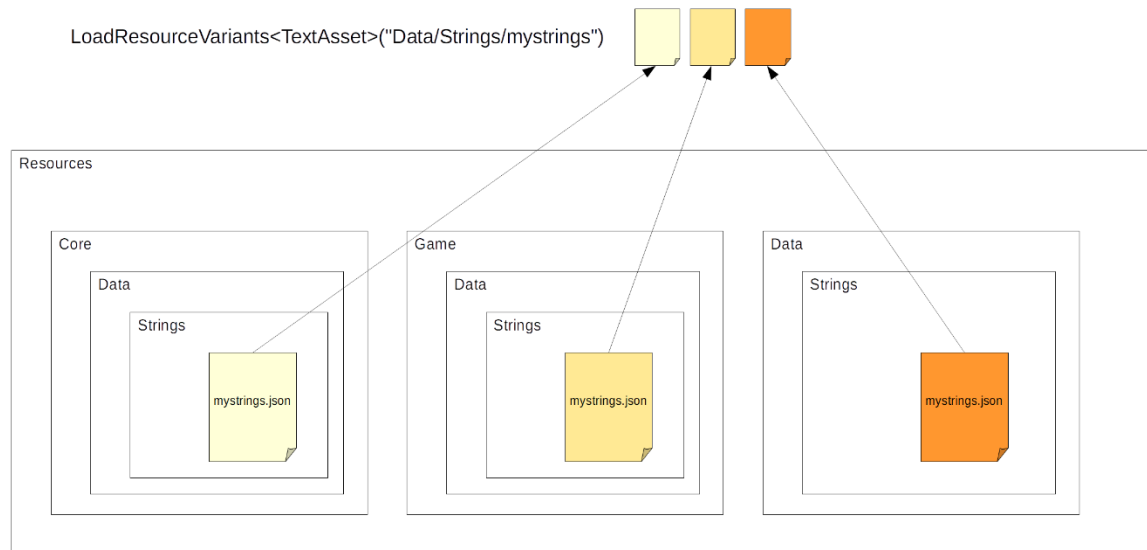 LoadResourceVariants<TextAsset>("Data/Strings/mystrings")
Resources
Core
Data
Strings
mystrings.json
Game
Data
Strings
mystrings.json
Data
Strings
mystrings.json